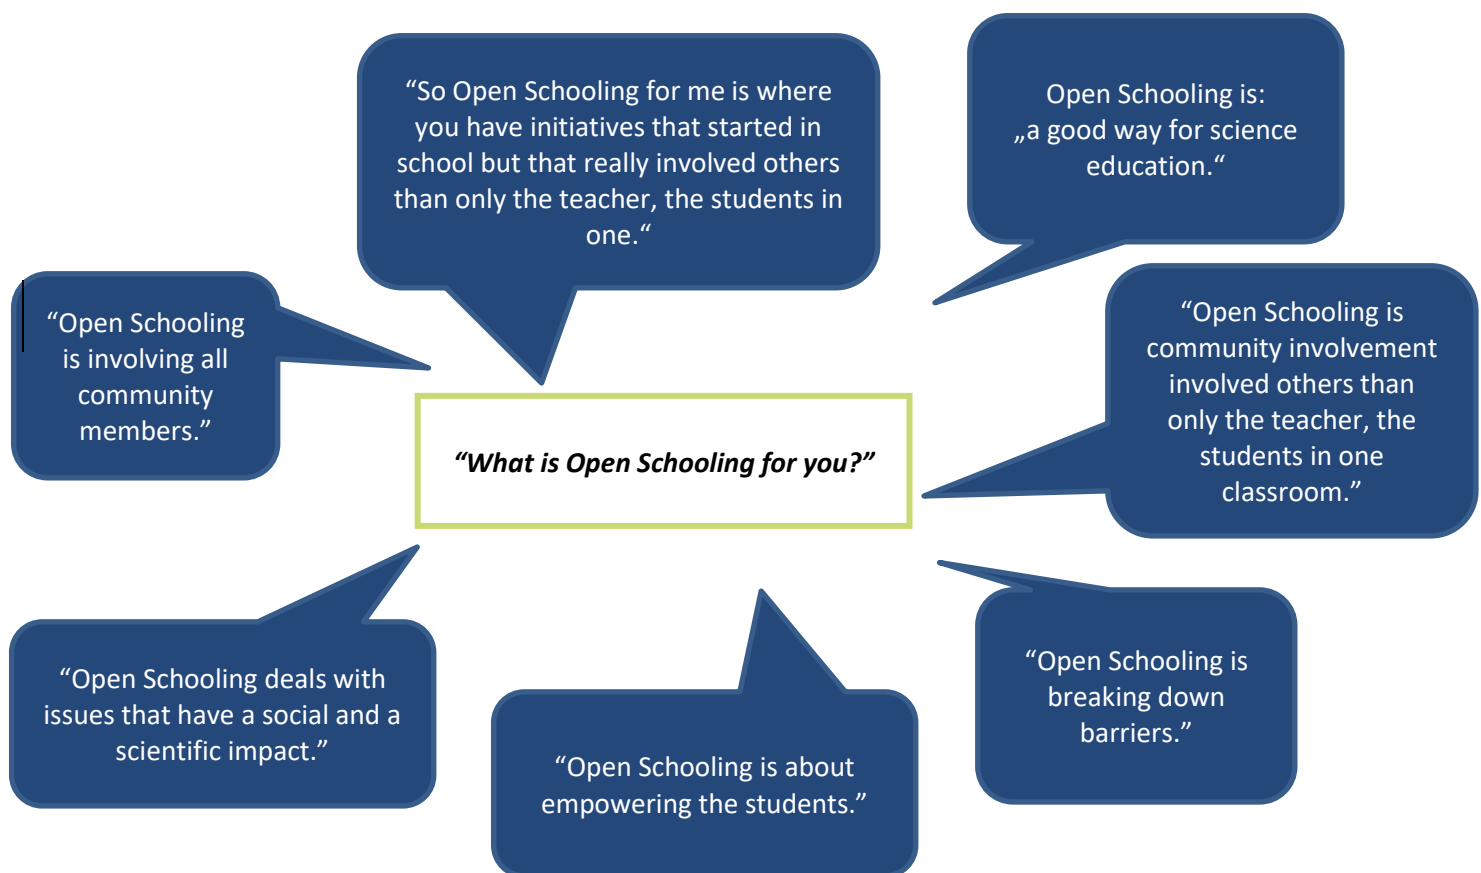 “So Open Schooling for me is where
you have initiatives that started in
school but that really involved others
than only the teacher, the students in
one.“
Open Schooling is:
„a good way for science
education.“
“Open Schooling
is involving all
community
members.”
“Open Schooling is
community involvement
involved others than
only the teacher, the
students in one
classroom.”
“What is Open Schooling for you?”
“Open Schooling deals with
issues that have a social and a
scientific impact.”
“Open Schooling is about
empowering the students.”
“Open Schooling is
breaking down
barriers.”